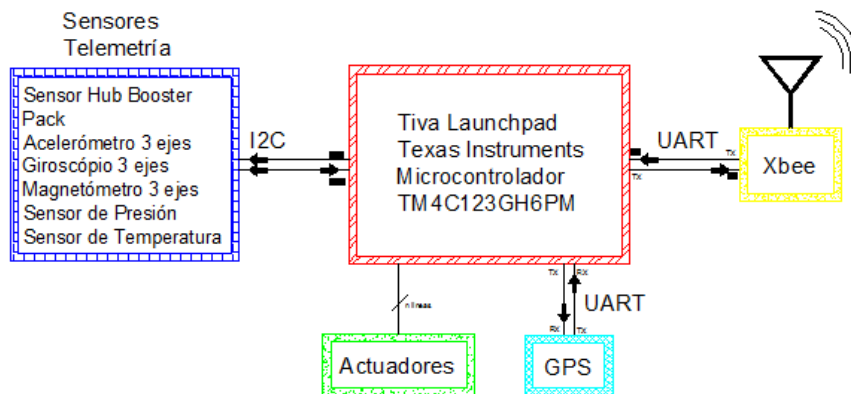 Sensores
Telemetría
Sensor Hub Booster
Pack
Acelerómetro 3 ejes
Giroscópio 3 ejes
Magnetómetro 3 ejes
Sensor de Presión
Sensor de Temperatura
I2C
Tiva Launchpad
Texas Instruments
Microcontrolador
TM4C123GH6PM
UART
TX
TX
Xbee
n líneas
Actuadores
TX
RX
UART
RX
TX
GPS